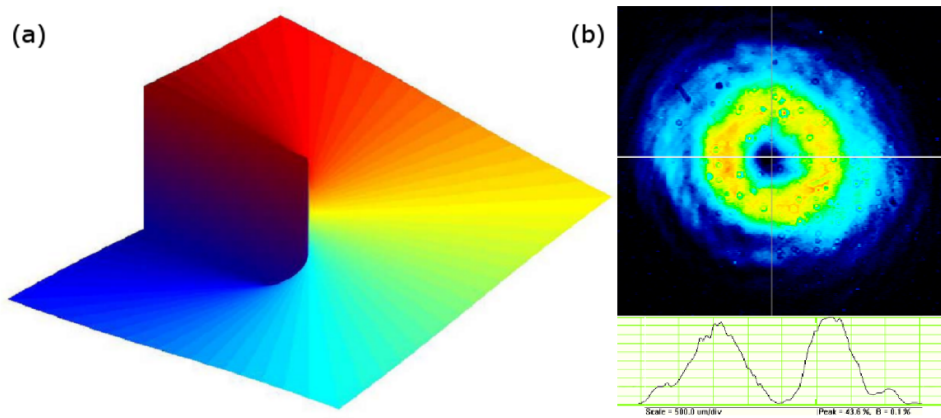 (a)
(b)
Scale = 500.0 um/div
Peak = 43.6 %, B = 0.1 %